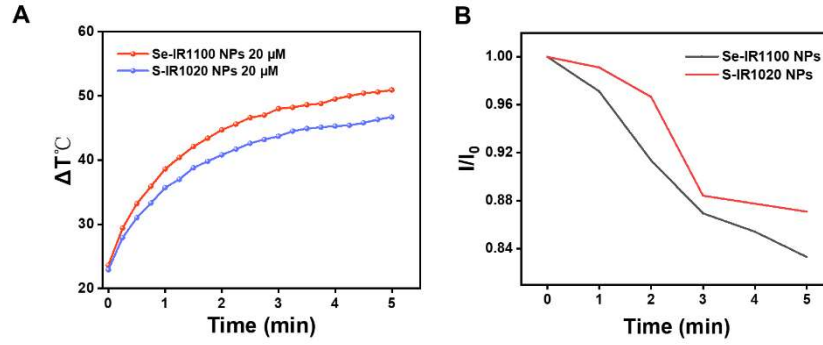 A
60
50
40
30
20
ΔT℃
Se-IR1100 NPs 20 μM
S-IR1020 NPs 20 μM
0 1 2 3 4 5
Time (min)
B
1.00
0.96
0.92
0.88
0.84
I/I₀
Se-IR1100 NPs
S-IR1020 NPs
0 1 2 3 4 5
Time (min)